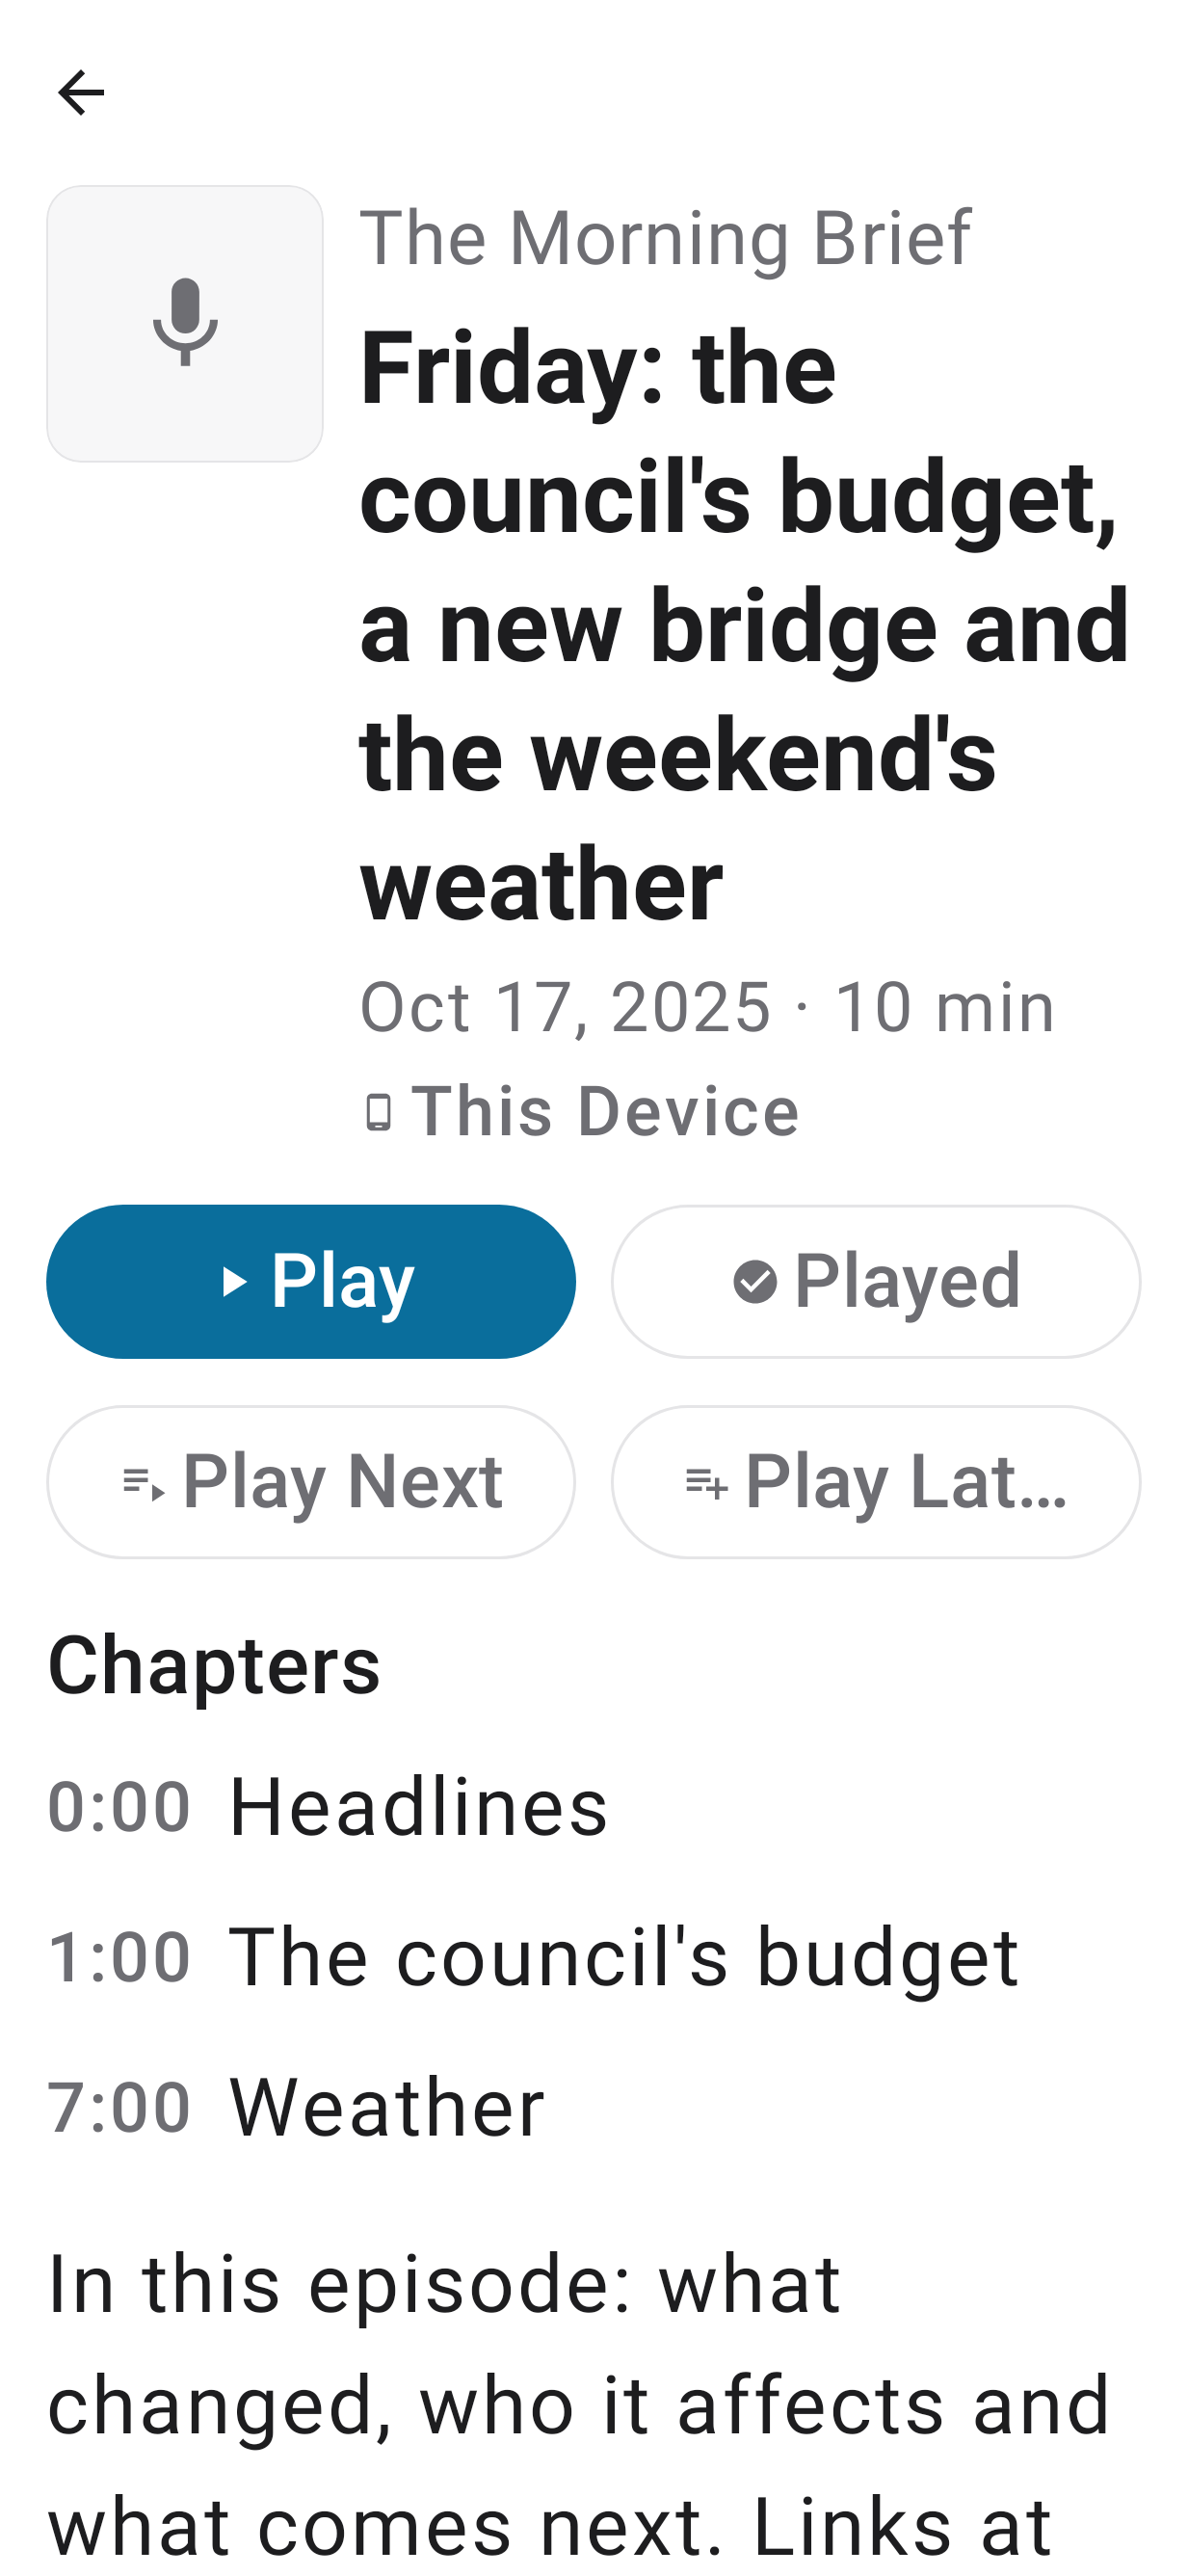 The Morning Brief
Friday: the
council's budget,
a new bridge and
the weekend's
weather
Oct 17, 2025 · 10 min
This Device
Play
Played
Play Next
Play Lat…
Chapters
0:00 Headlines
1:00 The council's budget
7:00 Weather
In this episode: what
changed, who it affects and
what comes next. Links at